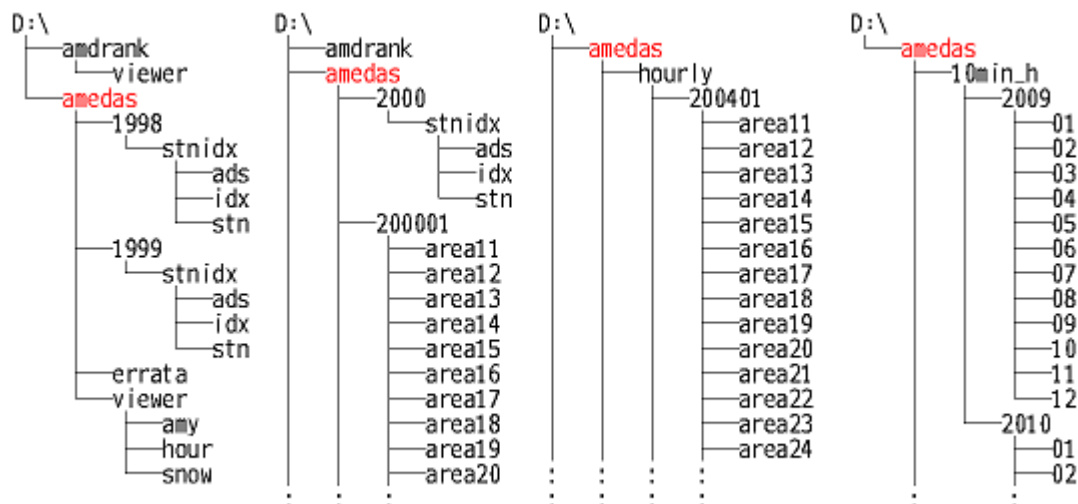 D:\
amdrank
viewer
amedas
1998
stnidx
ads
idx
stn
1999
stnidx
ads
idx
stn
errata
viewer
amy
hour
snow
D:\
amdrank
amedas
2000
stnidx
ads
idx
stn
200001
area11
area12
area13
area14
area15
area16
area17
area18
area19
area20
D:\
amedas
hourly
200401
area11
area12
area13
area14
area15
area16
area17
area18
area19
area20
area21
area22
area23
area24
D:\
amedas
10min_h
2009
01
02
03
04
05
06
07
08
09
10
11
12
2010
01
02